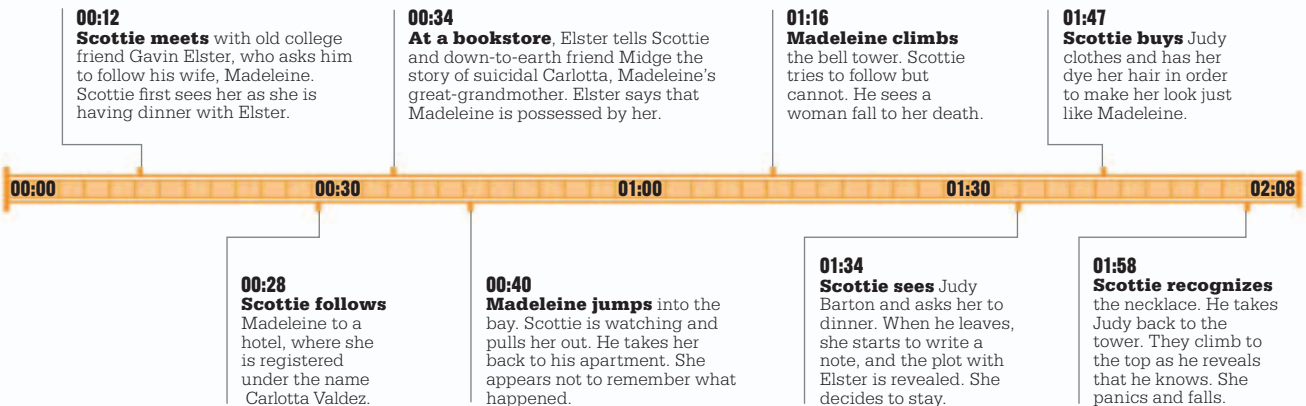 00:12
Scottie meets with old college
friend Gavin Elster, who asks him
to follow his wife, Madeleine.
Scottie first sees her as she is
having dinner with Elster.
00:34
At a bookstore, Elster tells Scottie
and down-to-earth friend Midge the
story of suicidal Carlotta, Madeleine's
great-grandmother. Elster says that
Madeleine is possessed by her.
01:16
Madeleine climbs
the bell tower. Scottie
tries to follow but
cannot. He sees a
woman fall to her death.
01:47
Scottie buys Judy
clothes and has her
dye her hair in order
to make her look just
like Madeleine.
00:00
00:30
01:00
01:30
02:08
00:28
Scottie follows
Madeleine to a
hotel, where she
is registered
under the name
Carlotta Valdez.
00:40
Madeleine jumps into the
bay. Scottie is watching and
pulls her out. He takes her
back to his apartment. She
appears not to remember what
happened.
01:34
Scottie sees Judy
Barton and asks her to
dinner. When he leaves,
she starts to write a
note, and the plot with
Elster is revealed. She
decides to stay.
01:58
Scottie recognizes
the necklace. He takes
Judy back to the
tower. They climb to
the top as he reveals
that he knows. She
panics and falls.